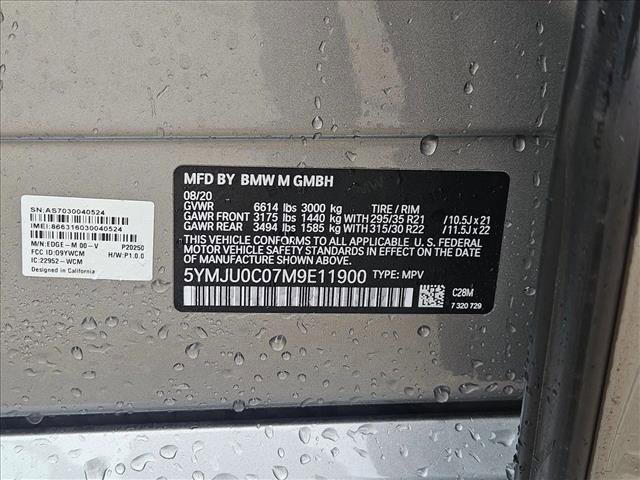 SN:AS7030040524
IMEI:866316030040524
M/N:EDGE-M 00-V P20250
FCC ID:09YWCM H/W:P1.0.0
IC:22952-WCM
Designed in California
MFD BY BMW M GMBH
08/20
GVWR 6614 lbs 3000 kg TIRE / RIM
GAWR FRONT 3175 lbs 1440 kg WITH 295/35 R21 / 10.5J x 21
GAWR REAR 3494 lbs 1585 kg WITH 315/30 R22 / 11.5J x 22
THIS VEHICLE CONFORMS TO ALL APPLICABLE U. S. FEDERAL
MOTOR VEHICLE SAFETY STANDARDS IN EFFECT ON THE DATE
OF MANUFACTURE SHOWN ABOVE.
5YMJU0C07M9E11900 TYPE: MPV
C28M
7 320 729